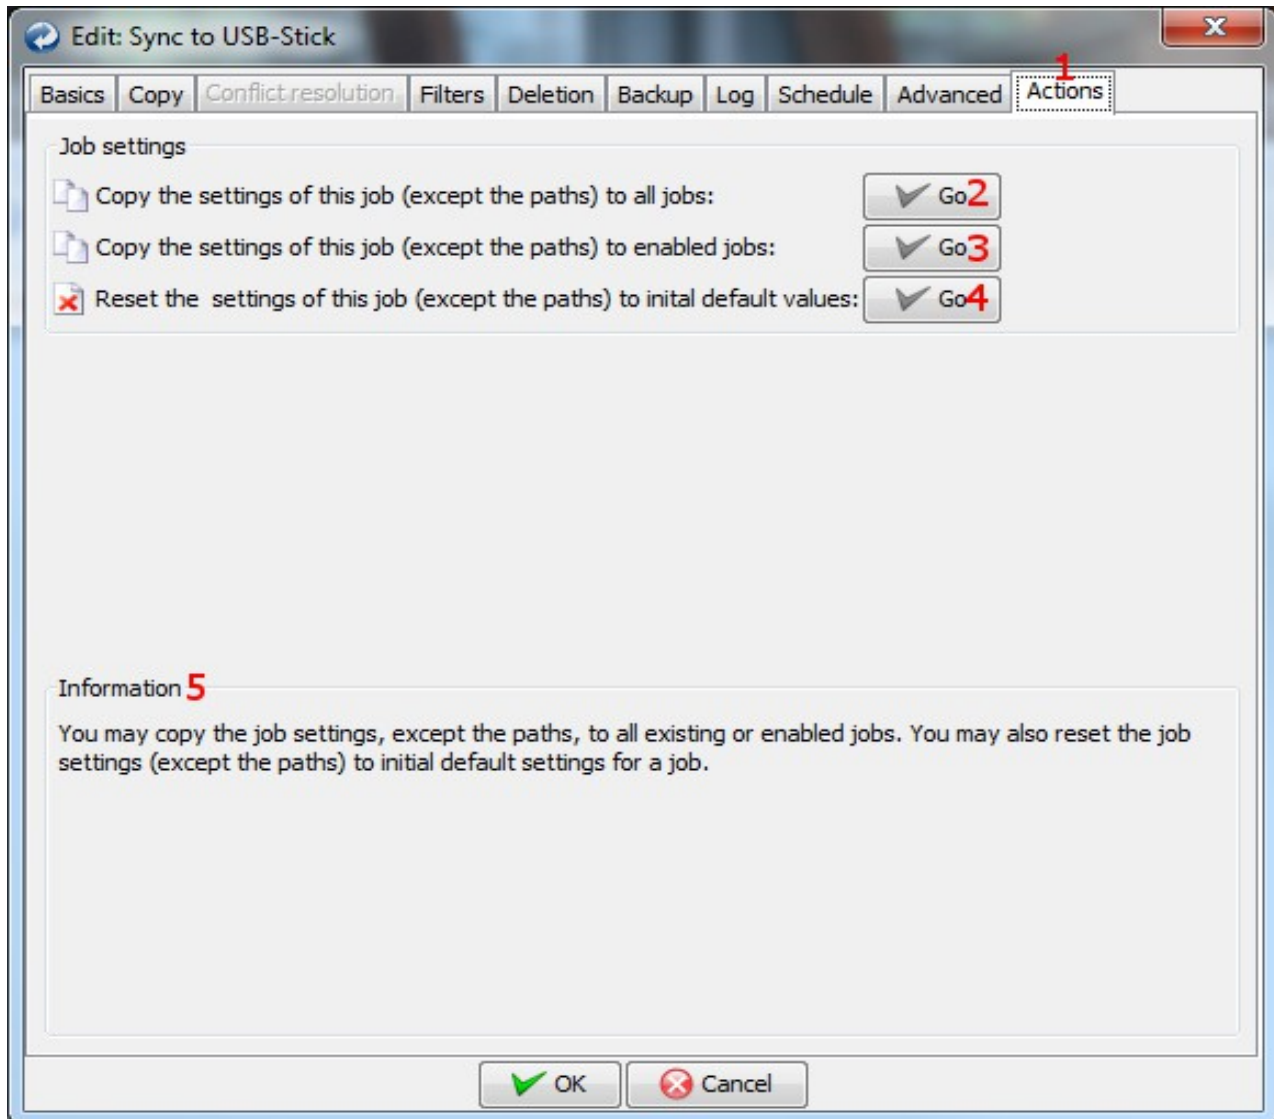 Edit: Sync to USB-Stick
1
Basics Copy Conflict resolution Filters Deletion Backup Log Schedule Advanced Actions
Job settings
Copy the settings of this job (except the paths) to all jobs: Go 2
Copy the settings of this job (except the paths) to enabled jobs: Go 3
Reset the  settings of this job (except the paths) to inital default values: Go 4
Information 5
You may copy the job settings, except the paths, to all existing or enabled jobs. You may also reset the job
settings (except the paths) to initial default settings for a job.
OK Cancel